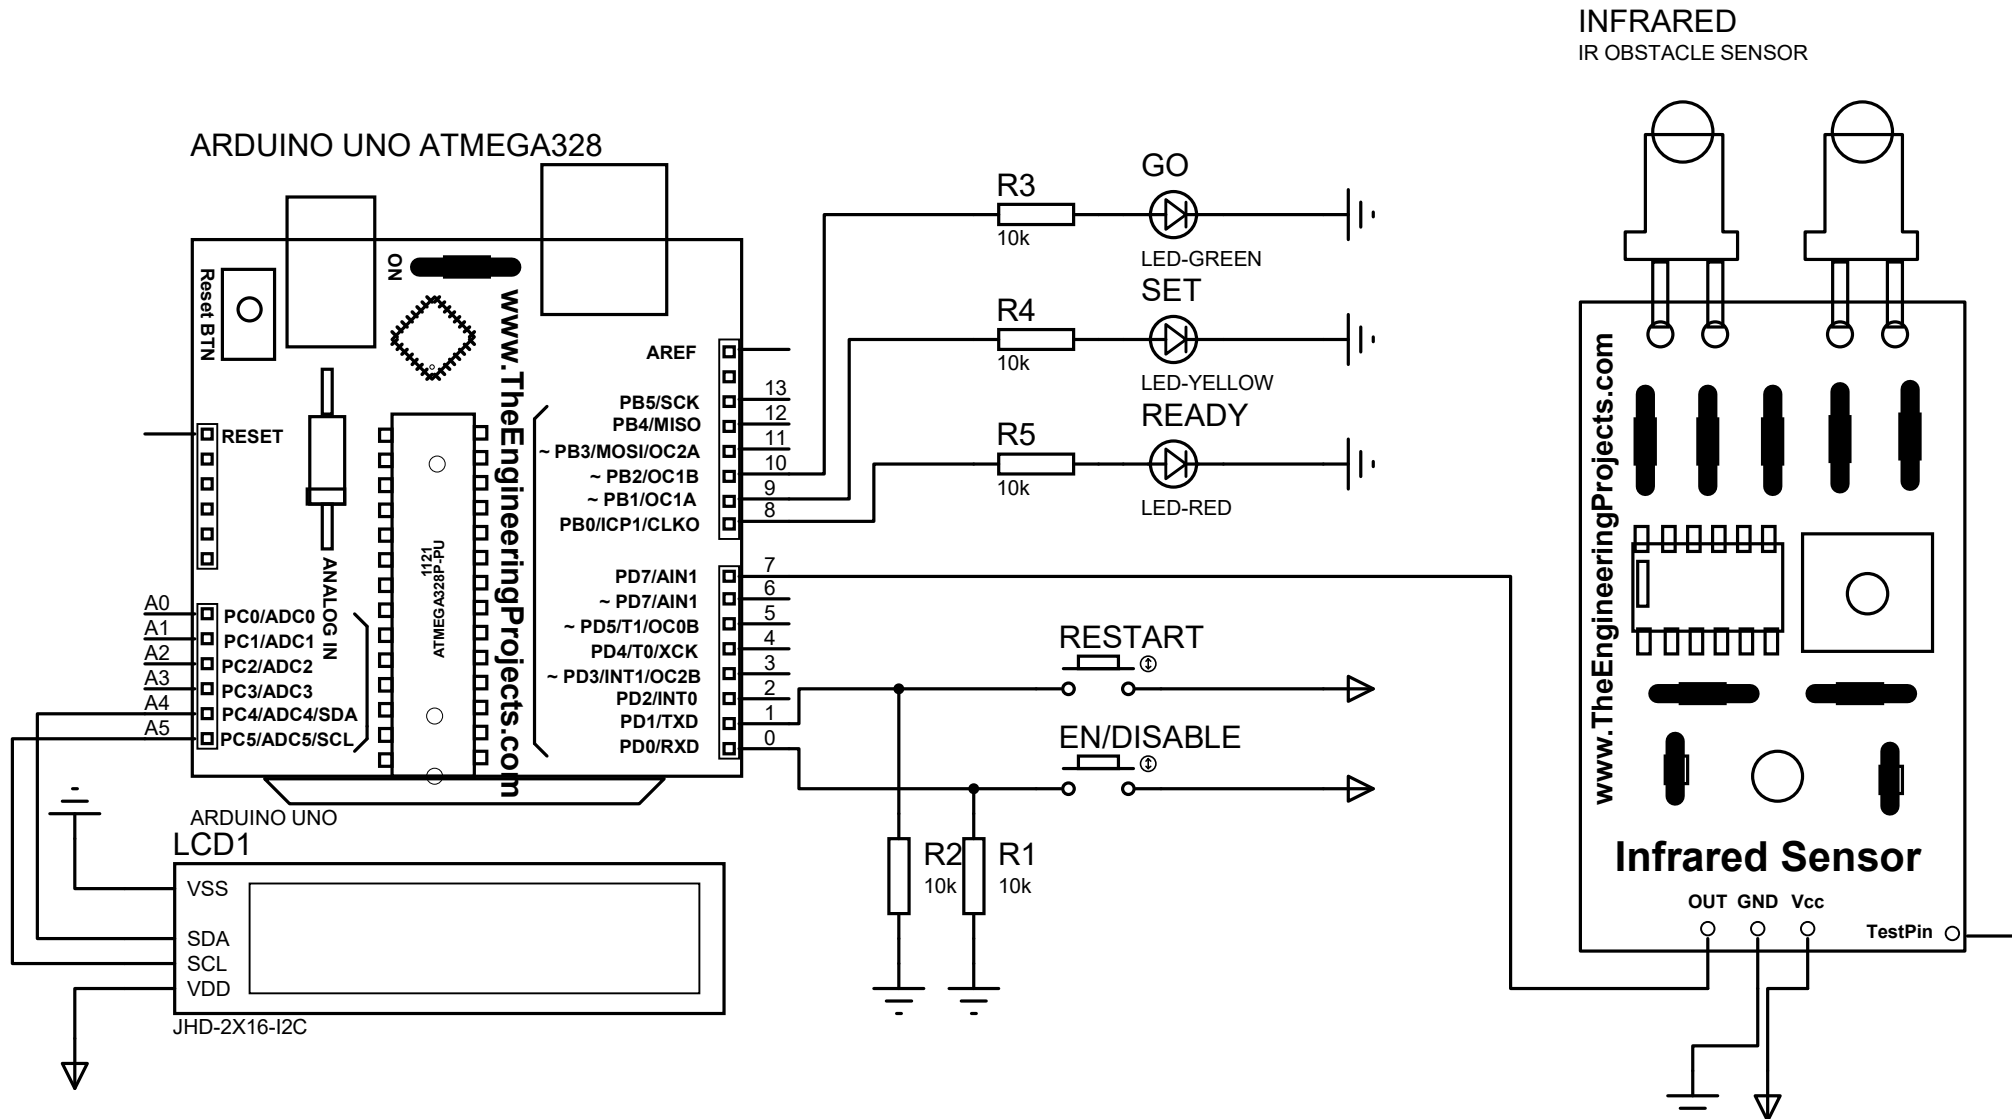 INFRARED
IR OBSTACLE SENSOR
ARDUINO UNO ATMEGA328
Reset BTN
ON
www.TheEngineeringProjects.com
RESET
ANALOG IN
1121
ATMEGA328P-PU
AREF
PB5/SCK
PB4/MISO
~ PB3/MOSI/OC2A
~ PB2/OC1B
~ PB1/OC1A
PB0/ICP1/CLKO
13
12
11
10
9
8
PD7/AIN1
~ PD7/AIN1
~ PD5/T1/OC0B
PD4/T0/XCK
~ PD3/INT1/OC2B
PD2/INT0
PD1/TXD
PD0/RXD
7
6
5
4
3
2
1
0
A0
A1
A2
A3
A4
A5
PC0/ADC0
PC1/ADC1
PC2/ADC2
PC3/ADC3
PC4/ADC4/SDA
PC5/ADC5/SCL
ARDUINO UNO
LCD1
VSS
SDA
SCL
VDD
JHD-2X16-I2C
R3
10k
GO
LED-GREEN
R4
10k
SET
LED-YELLOW
R5
10k
READY
LED-RED
RESTART
EN/DISABLE
R2
10k
R1
10k
www.TheEngineeringProjects.com
Infrared Sensor
OUT GND Vcc
TestPin